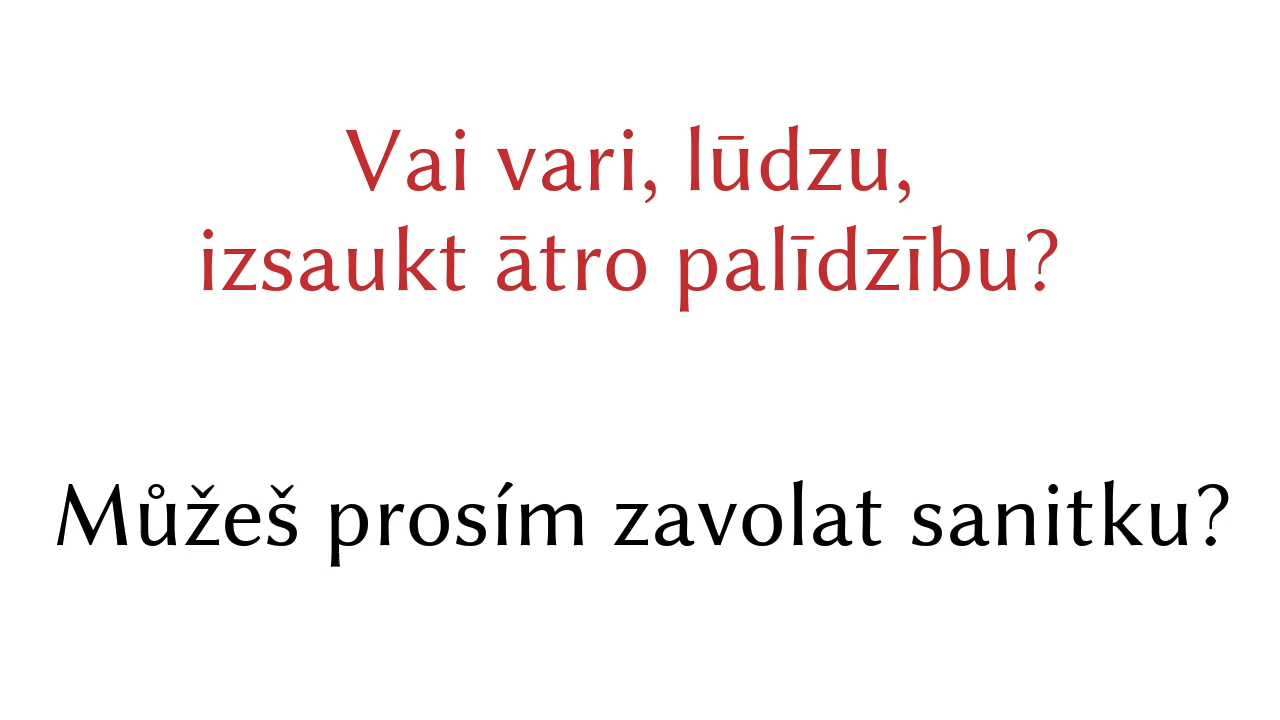 Vai vari, lūdzu,
izsaukt ātro palīdzību?
Můžeš prosím zavolat sanitku?